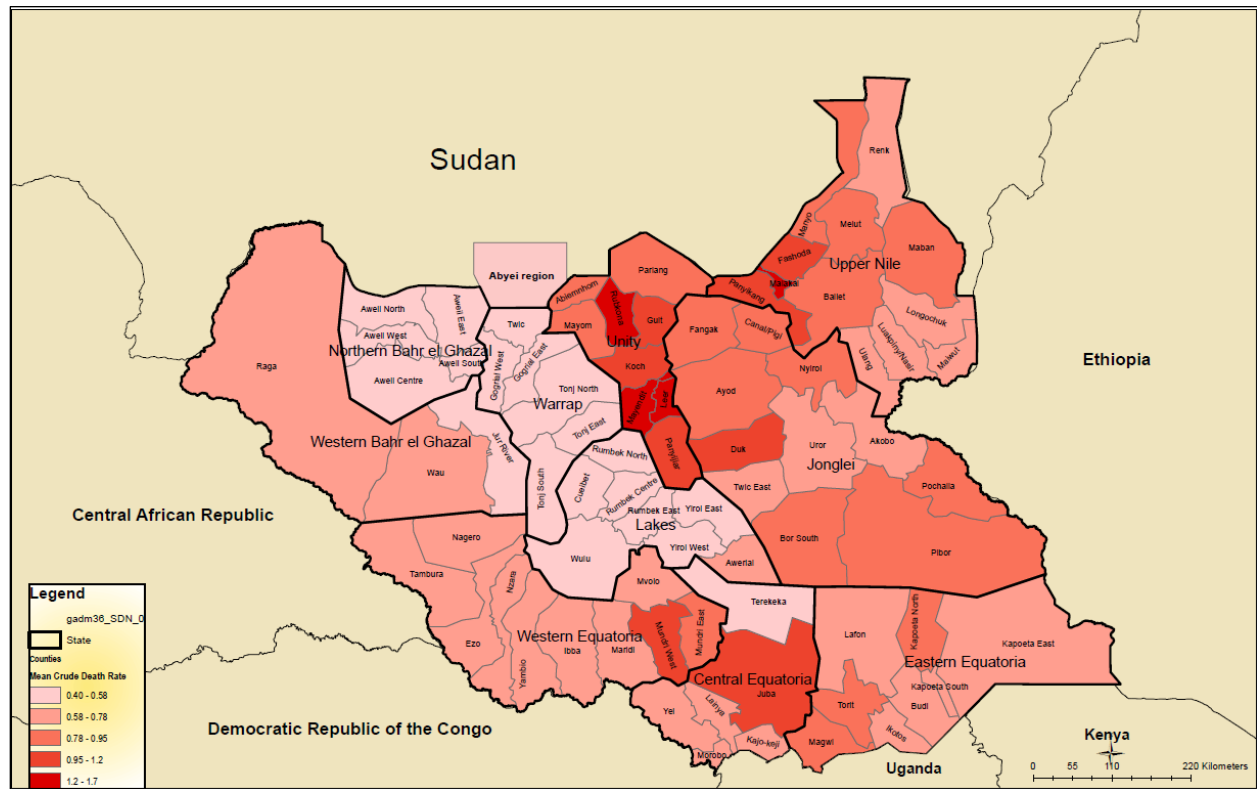 Sudan
Renk
Manyo
Melut
Maban
Fashoda
Upper Nile
Malakal
Panyikang
Baliet
Longochuk
Luakpiny/Nasir
Maiwut
Ulang
Abyei region
Pariang
Abiemnhom
Rubkona
Mayom
Guit
Unity
Koch
Mayendit
Leer
Panyijiar
Fangak
Canal/Pigi
Nyirol
Ayod
Duk
Uror
Akobo
Jonglei
Twic East
Pochalla
Bor South
Pibor
Ethiopia
Aweil North
Aweil East
Aweil West
Northern Bahr el Ghazal
Aweil South
Aweil Centre
Raga
Western Bahr el Ghazal
Wau
Jur River
Twic
Gogrial West
Gogrial East
Tonj North
Warrap
Tonj East
Tonj South
Rumbek North
Cueibet
Rumbek Centre
Rumbek East
Yirol East
Lakes
Yirol West
Wulu
Awerial
Central African Republic
Nagero
Tambura
Nzara
Mvolo
Western Equatoria
Ezo
Yambio
Ibba
Maridi
Mundri West
Mundri East
Terekeka
Central Equatoria
Juba
Yei
Lainya
Morobo
Kajo-keji
Lafon
Kapoeta North
Kapoeta East
Eastern Equatoria
Kapoeta South
Budi
Torit
Ikotos
Magwi
Democratic Republic of the Congo
Uganda
Kenya
0 55 110 220 Kilometers
Legend
gadm36_SDN_0
State
Counties
Mean Crude Death Rate
0.40 - 0.58
0.58 - 0.78
0.78 - 0.95
0.95 - 1.2
1.2 - 1.7